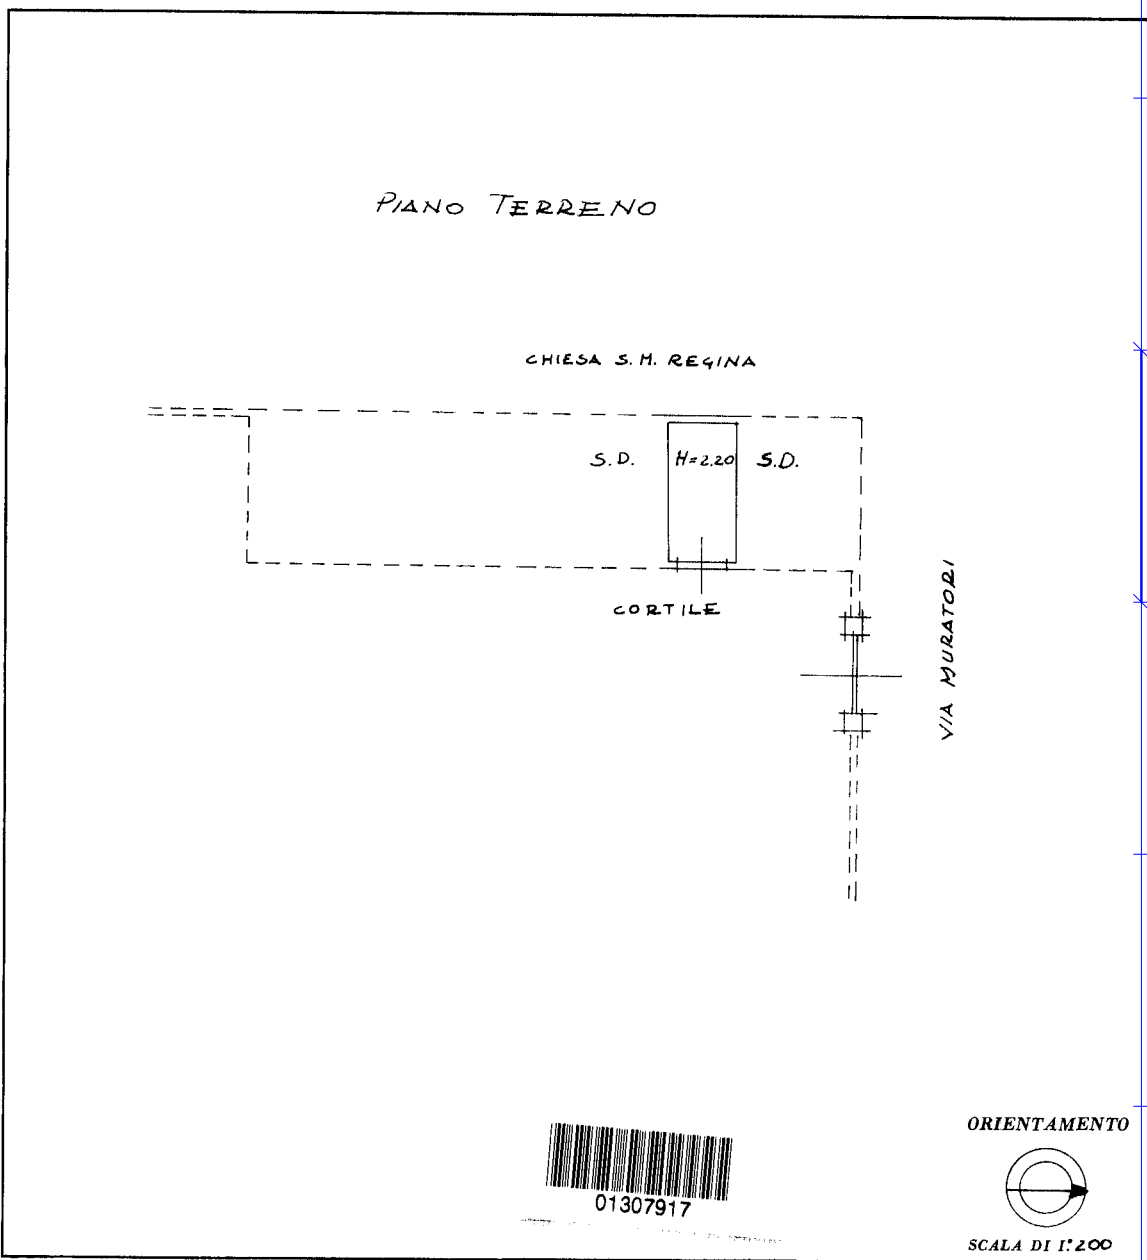 PIANO TERRENO
CHIESA S. M. REGINA
S.D.
H=2.20
S.D.
CORTILE
VIA MURATORI
ORIENTAMENTO
01307917
SCALA DI 1:200